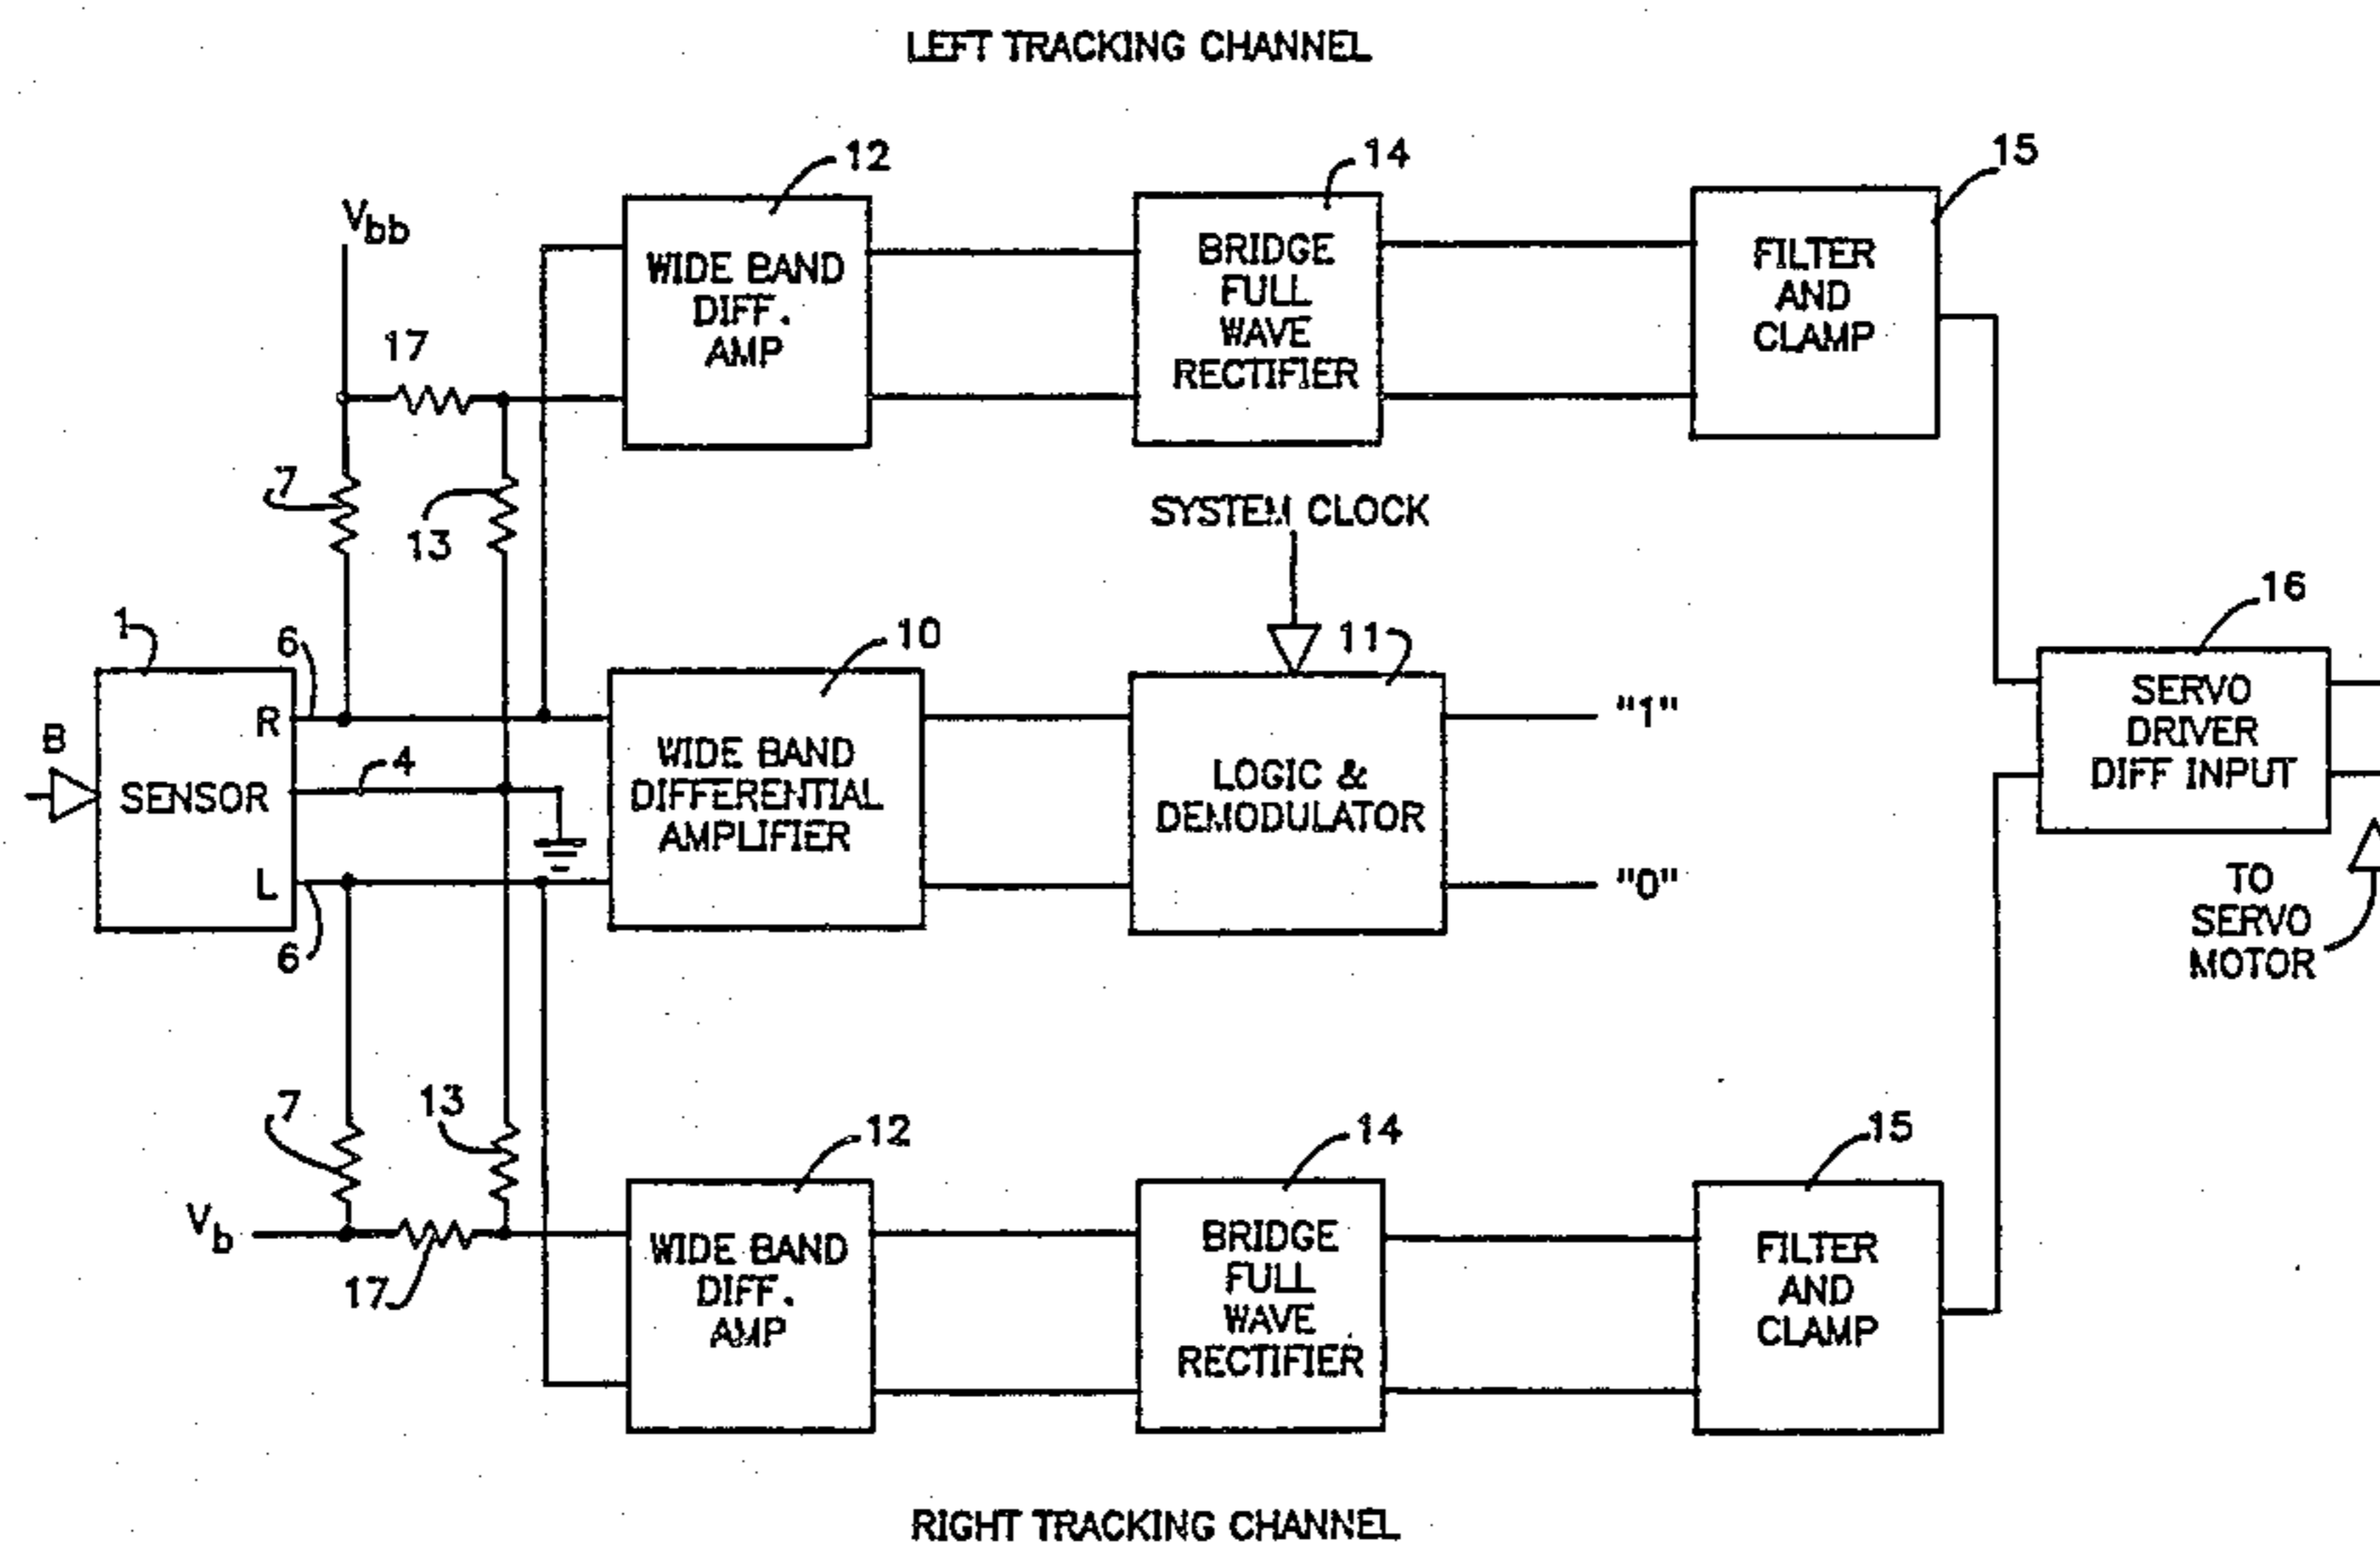 LEFT TRACKING CHANNEL
12
14
15
Vbb
WIDE BAND
DIFF.
AMP
BRIDGE
FULL
WAVE
RECTIFIER
FILTER
AND
CLAMP
17
7
13
SYSTEM CLOCK
1
6
10
11
16
B
SENSOR
R
4
L
6
WIDE BAND
DIFFERENTIAL
AMPLIFIER
LOGIC &
DEMODULATOR
"1"
"0"
SERVO
DRIVER
DIFF INPUT
TO
SERVO
MOTOR
7
13
12
14
15
Vb
17
WIDE BAND
DIFF.
AMP
BRIDGE
FULL
WAVE
RECTIFIER
FILTER
AND
CLAMP
RIGHT TRACKING CHANNEL